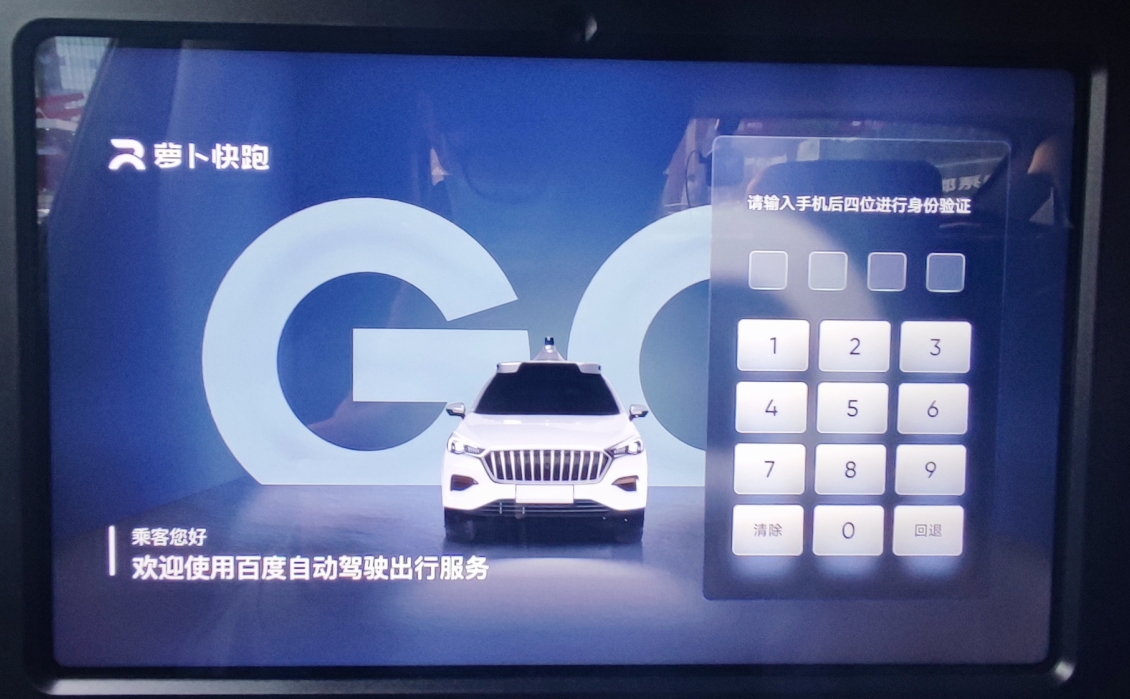 萝卜快跑
GO
请输入手机后四位进行身份验证
1 2 3
4 5 6
7 8 9
清除 0 回退
乘客您好
欢迎使用百度自动驾驶出行服务